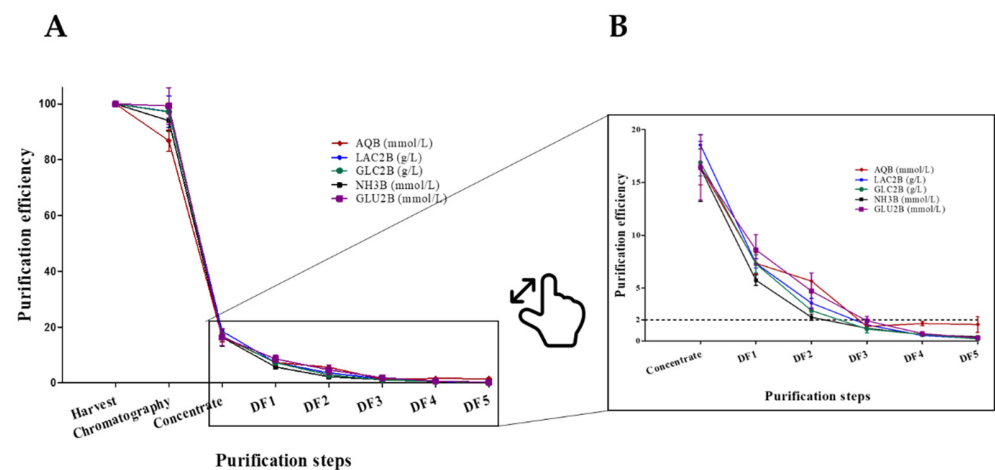 A
B
Purification efficiency
100
80
60
40
20
0
AQB (mmol/L)
LAC2B (g/L)
GLC2B (g/L)
NH3B (mmol/L)
GLU2B (mmol/L)
Harvest
Chromatography
Concentrate
DF1
DF2
DF3
DF4
DF5
Purification steps
Purification efficiency
20
15
10
5
2
0
AQB (mmol/L)
LAC2B (g/L)
GLC2B (g/L)
NH3B (mmol/L)
GLU2B (mmol/L)
Concentrate
DF1
DF2
DF3
DF4
DF5
Purification steps